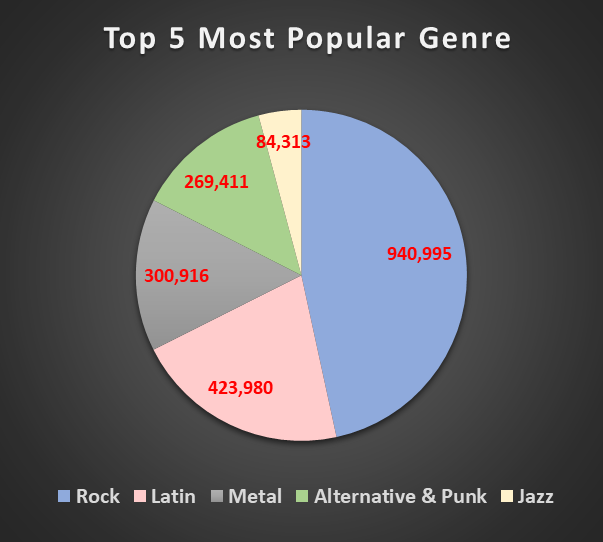 Top 5 Most Popular Genre
84,313
269,411
940,995
300,916
423,980
Rock Latin Metal Alternative & Punk Jazz